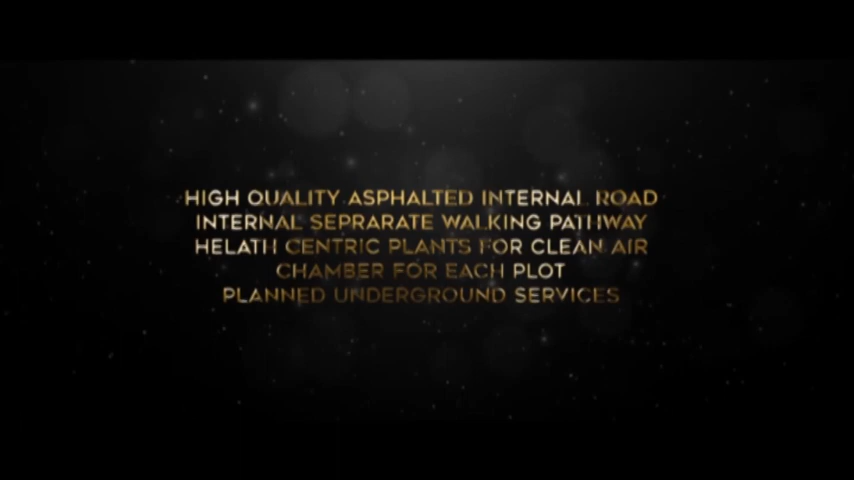 HIGH QUALITY ASPHALTED INTERNAL ROAD
INTERNAL SEPRARATE WALKING PATHWAY
HELATH CENTRIC PLANTS FOR CLEAN AIR
CHAMBER FOR EACH PLOT
PLANNED UNDERGROUND SERVICES